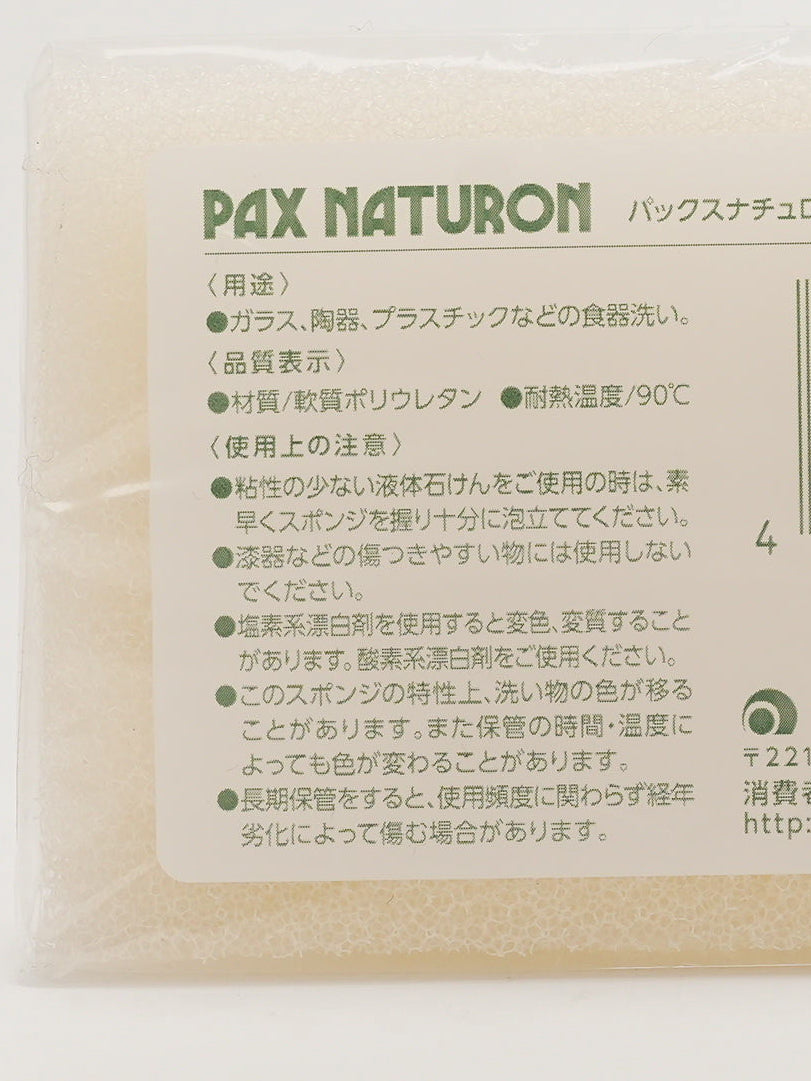 PAX NATURON パックスナチュロ
〈用途〉
●ガラス、陶器、プラスチックなどの食器洗い。
〈品質表示〉
●材質/軟質ポリウレタン ●耐熱温度/90℃
〈使用上の注意〉
●粘性の少ない液体石けんをご使用の時は、素
早くスポンジを握り十分に泡立ててください。
●漆器などの傷つきやすい物には使用しない
でください。
●塩素系漂白剤を使用すると変色、変質すること
があります。酸素系漂白剤をご使用ください。
●このスポンジの特性上、洗い物の色が移る
ことがあります。また保管の時間・温度に
よっても色が変わることがあります。
●長期保管をすると、使用頻度に関わらず経年
劣化によって傷む場合があります。
4
〒221
消費者
http: